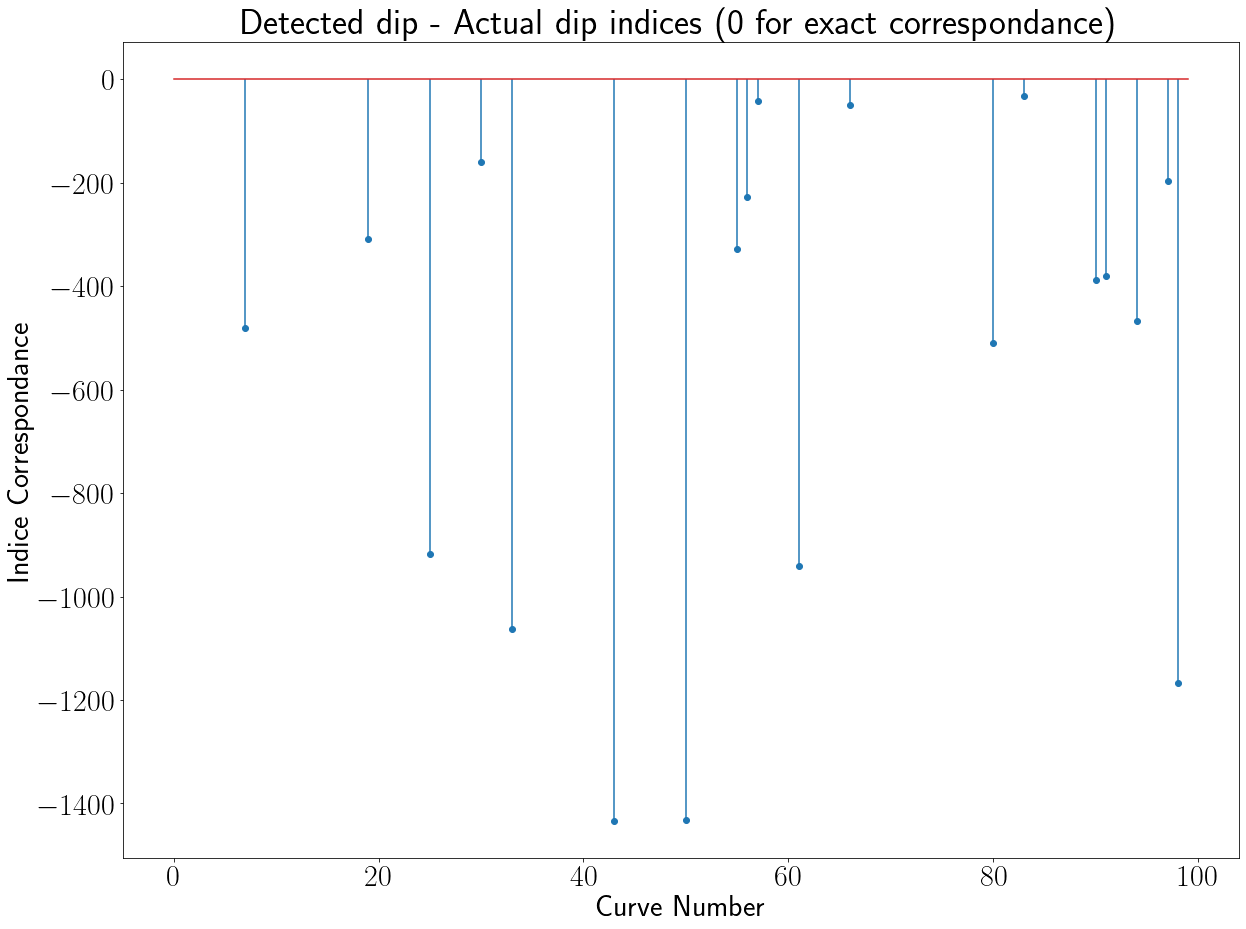 Detected dip - Actual dip indices (0 for exact correspondance)
Indice Correspondance
0
−200
−400
−600
−800
−1000
−1200
−1400
0 20 40 60 80 100
Curve Number